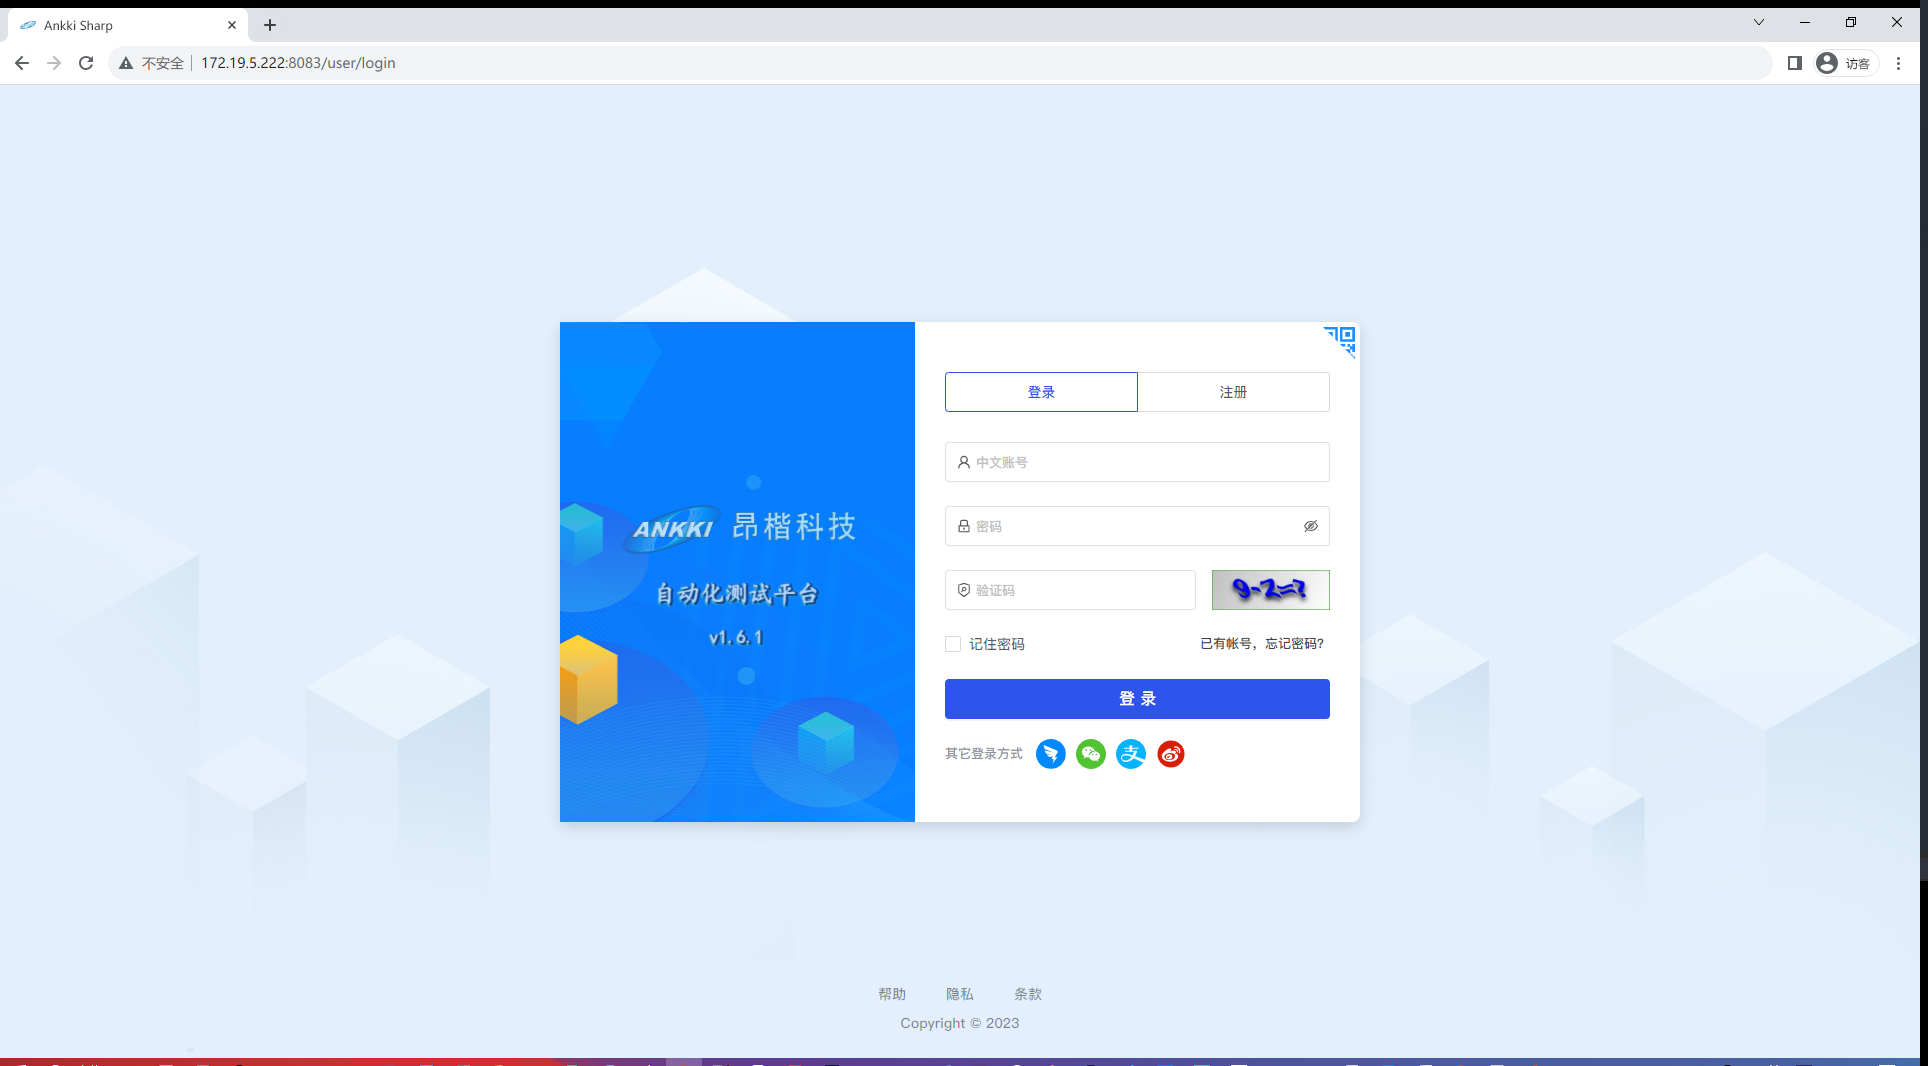 Ankki Sharp
不安全 172.19.5.222:8083/user/login
访客
登录 注册
中文账号
ANKKI 昂楷科技
密码
自动化测试平台
验证码
9-2=?
v1.6.1
记住密码 已有帐号，忘记密码?
登 录
其它登录方式
支
帮助 隐私 条款
Copyright © 2023